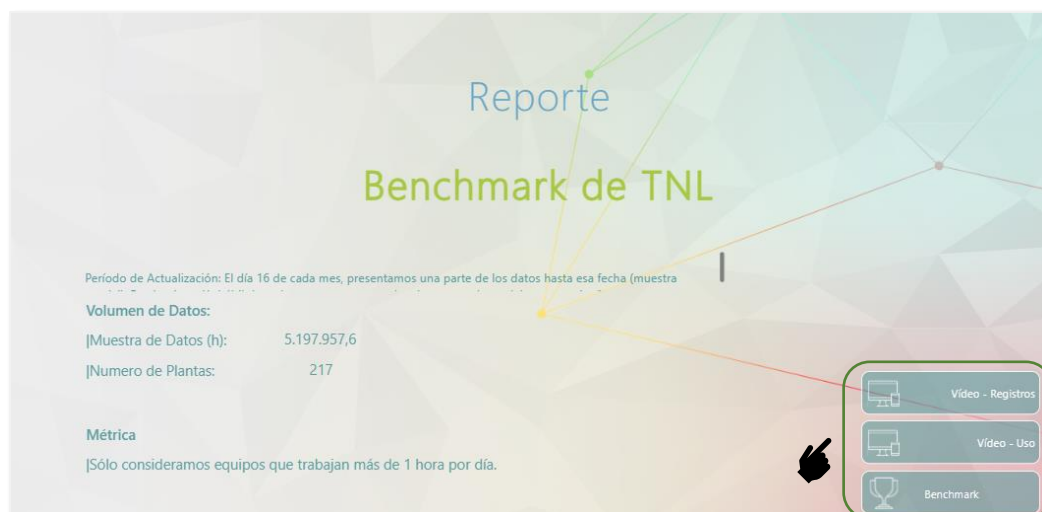 Reporte
Benchmark de TNL
Período de Actualización: El día 16 de cada mes, presentamos una parte de los datos hasta esa fecha (muestra
Volumen de Datos:
|Muestra de Datos (h): 5.197.957,6
|Numero de Plantas: 217
Métrica
|Sólo consideramos equipos que trabajan más de 1 hora por día.
Vídeo - Registros
Vídeo - Uso
Benchmark